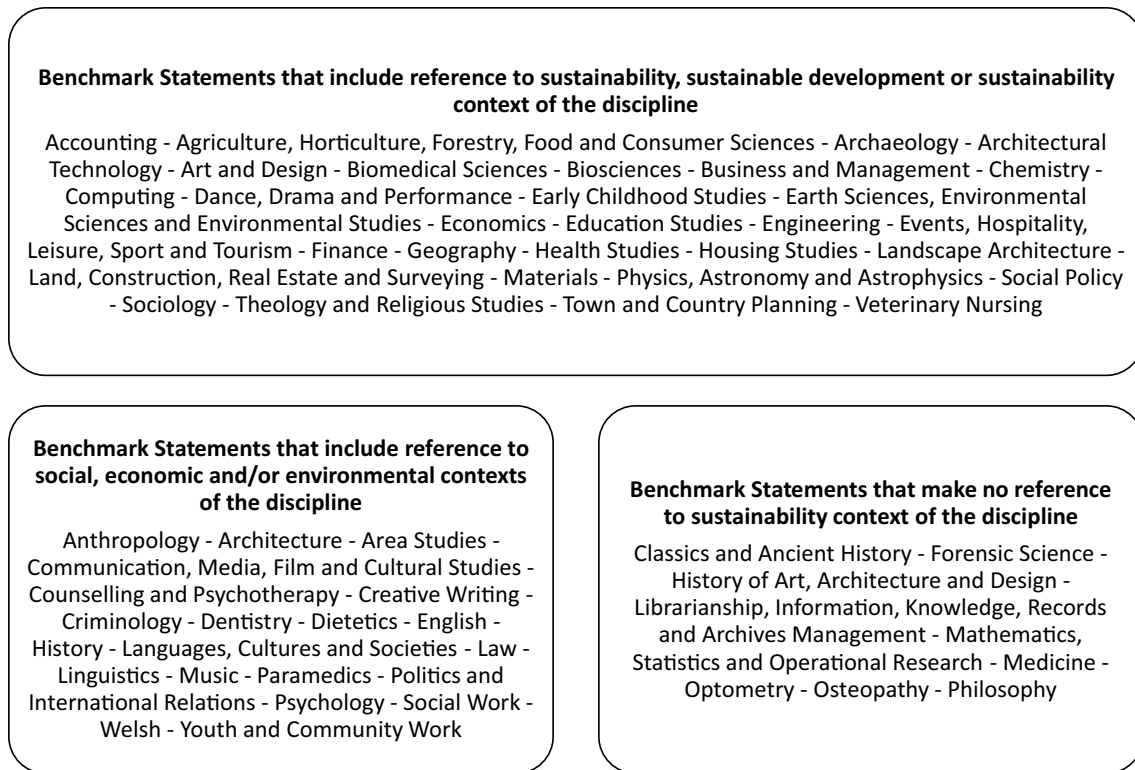 Benchmark Statements that include reference to sustainability, sustainable development or sustainability
context of the discipline
Accounting - Agriculture, Horticulture, Forestry, Food and Consumer Sciences - Archaeology - Architectural
Technology - Art and Design - Biomedical Sciences - Biosciences - Business and Management - Chemistry -
Computing - Dance, Drama and Performance - Early Childhood Studies - Earth Sciences, Environmental
Sciences and Environmental Studies - Economics - Education Studies - Engineering - Events, Hospitality,
Leisure, Sport and Tourism - Finance - Geography - Health Studies - Housing Studies - Landscape Architecture -
Land, Construction, Real Estate and Surveying - Materials - Physics, Astronomy and Astrophysics - Social Policy
- Sociology - Theology and Religious Studies - Town and Country Planning - Veterinary Nursing
Benchmark Statements that include reference to
social, economic and/or environmental contexts
of the discipline
Anthropology - Architecture - Area Studies -
Communication, Media, Film and Cultural Studies -
Counselling and Psychotherapy - Creative Writing -
Criminology - Dentistry - Dietetics - English -
History - Languages, Cultures and Societies - Law -
Linguistics - Music - Paramedics - Politics and
International Relations - Psychology - Social Work -
Welsh - Youth and Community Work
Benchmark Statements that make no reference
to sustainability context of the discipline
Classics and Ancient History - Forensic Science -
History of Art, Architecture and Design -
Librarianship, Information, Knowledge, Records
and Archives Management - Mathematics,
Statistics and Operational Research - Medicine -
Optometry - Osteopathy - Philosophy